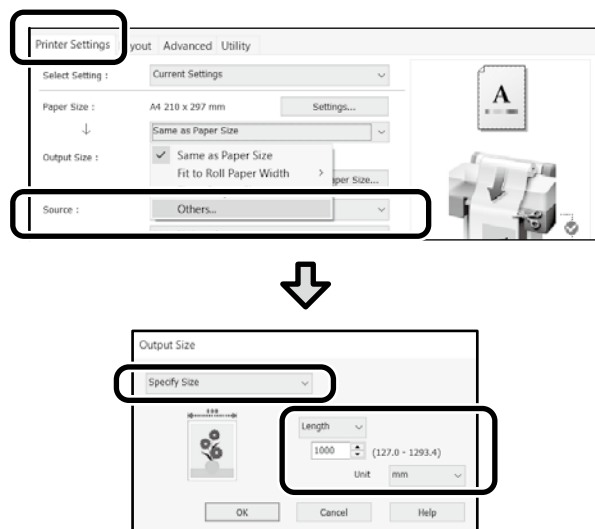 Printer Settings yout Advanced Utility
Select Setting : Current Settings
Paper Size : A4 210 x 297 mm Settings...
Same as Paper Size
Output Size : Same as Paper Size
Fit to Roll Paper Width
aper Size...
Source : Others...
A
Output Size
Specify Size
Length
1000 (127.0 - 1293.4)
Unit mm
OK Cancel Help